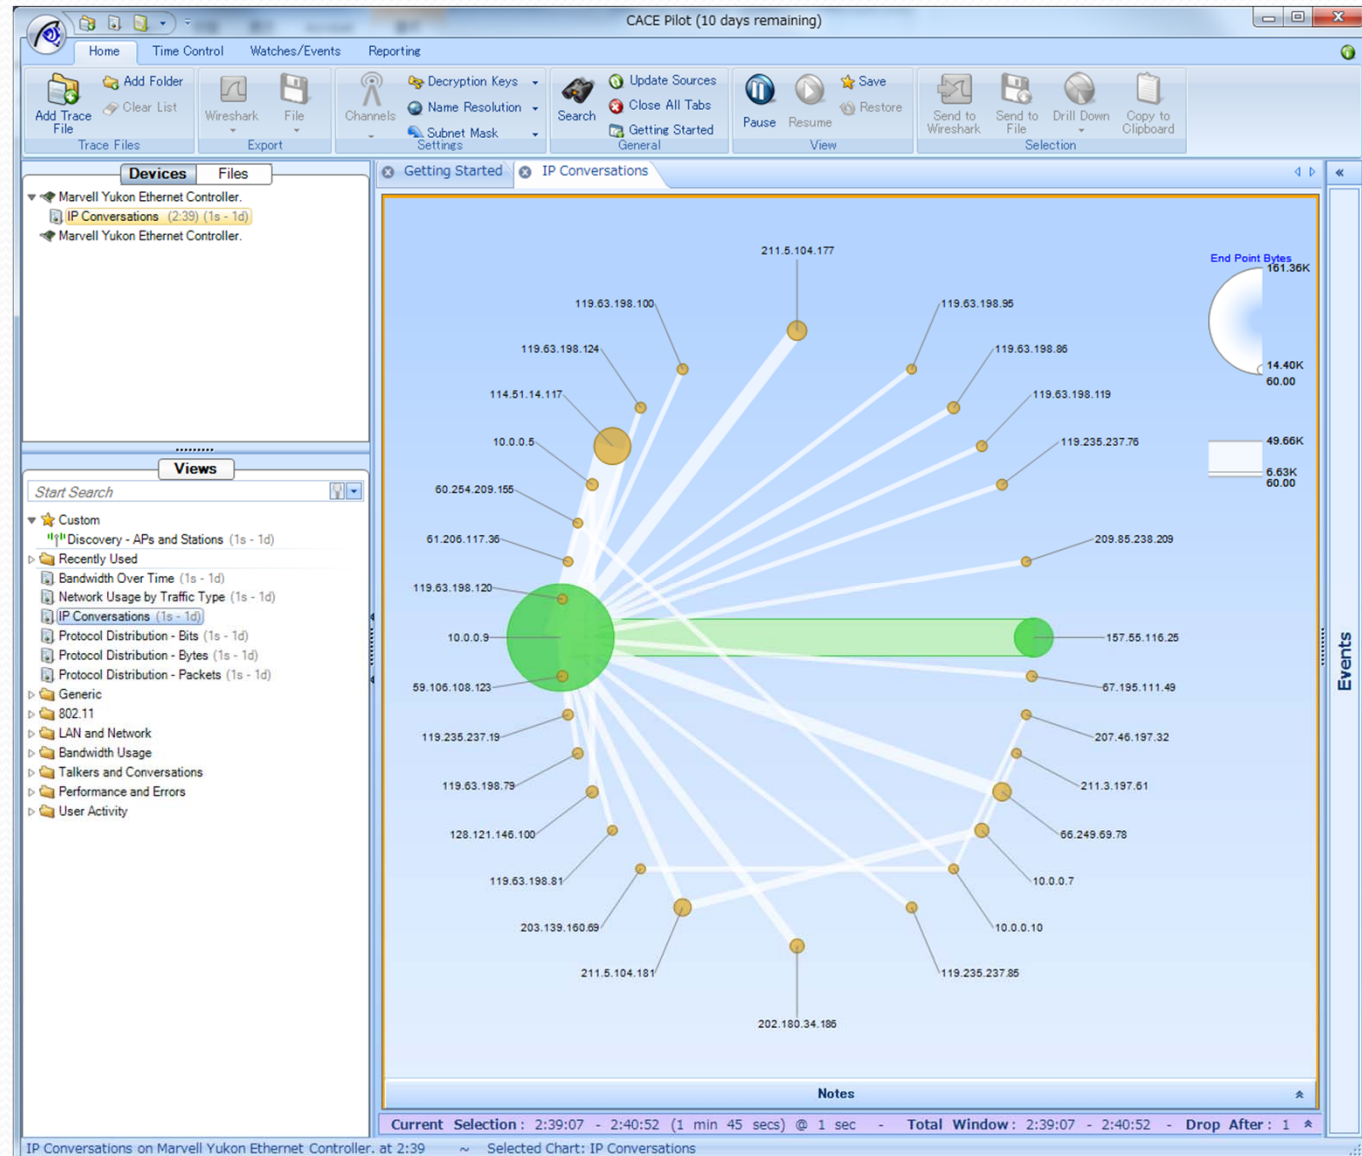 CACE Pilot (10 days remaining)
Home Time Control Watches/Events Reporting
Add Trace File
Add Folder
Clear List
Trace Files
Wireshark
File
Export
Channels
Decryption Keys
Name Resolution
Subnet Mask
Settings
Search
Update Sources
Close All Tabs
Getting Started
General
Pause
Resume
Save
Restore
View
Send to Wireshark
Send to File
Drill Down
Copy to Clipboard
Selection
Devices Files
Marvell Yukon Ethernet Controller.
IP Conversations (2:39) (1s - 1d)
Marvell Yukon Ethernet Controller.
Views
Start Search
Custom
Discovery - APs and Stations (1s - 1d)
Recently Used
Bandwidth Over Time (1s - 1d)
Network Usage by Traffic Type (1s - 1d)
IP Conversations (1s - 1d)
Protocol Distribution - Bits (1s - 1d)
Protocol Distribution - Bytes (1s - 1d)
Protocol Distribution - Packets (1s - 1d)
Generic
802.11
LAN and Network
Bandwidth Usage
Talkers and Conversations
Performance and Errors
User Activity
Getting Started IP Conversations
211.5.104.177
119.63.198.100
119.63.198.95
119.63.198.124
119.63.198.86
114.51.14.117
119.63.198.119
10.0.0.5
119.235.237.76
60.254.209.155
61.206.117.36
209.85.238.209
119.63.198.120
10.0.0.9
157.55.116.25
59.106.108.123
67.195.111.49
119.235.237.19
207.46.197.32
119.63.198.79
211.3.197.61
128.121.146.100
66.249.69.78
119.63.198.81
10.0.0.7
203.139.160.69
10.0.0.10
211.5.104.181
119.235.237.85
202.180.34.186
End Point Bytes
161.36K
14.40K
60.00
49.66K
6.63K
60.00
Events
Notes
Current Selection: 2:39:07 - 2:40:52 (1 min 45 secs) @ 1 sec - Total Window: 2:39:07 - 2:40:52 - Drop After: 1
IP Conversations on Marvell Yukon Ethernet Controller. at 2:39 ~ Selected Chart: IP Conversations